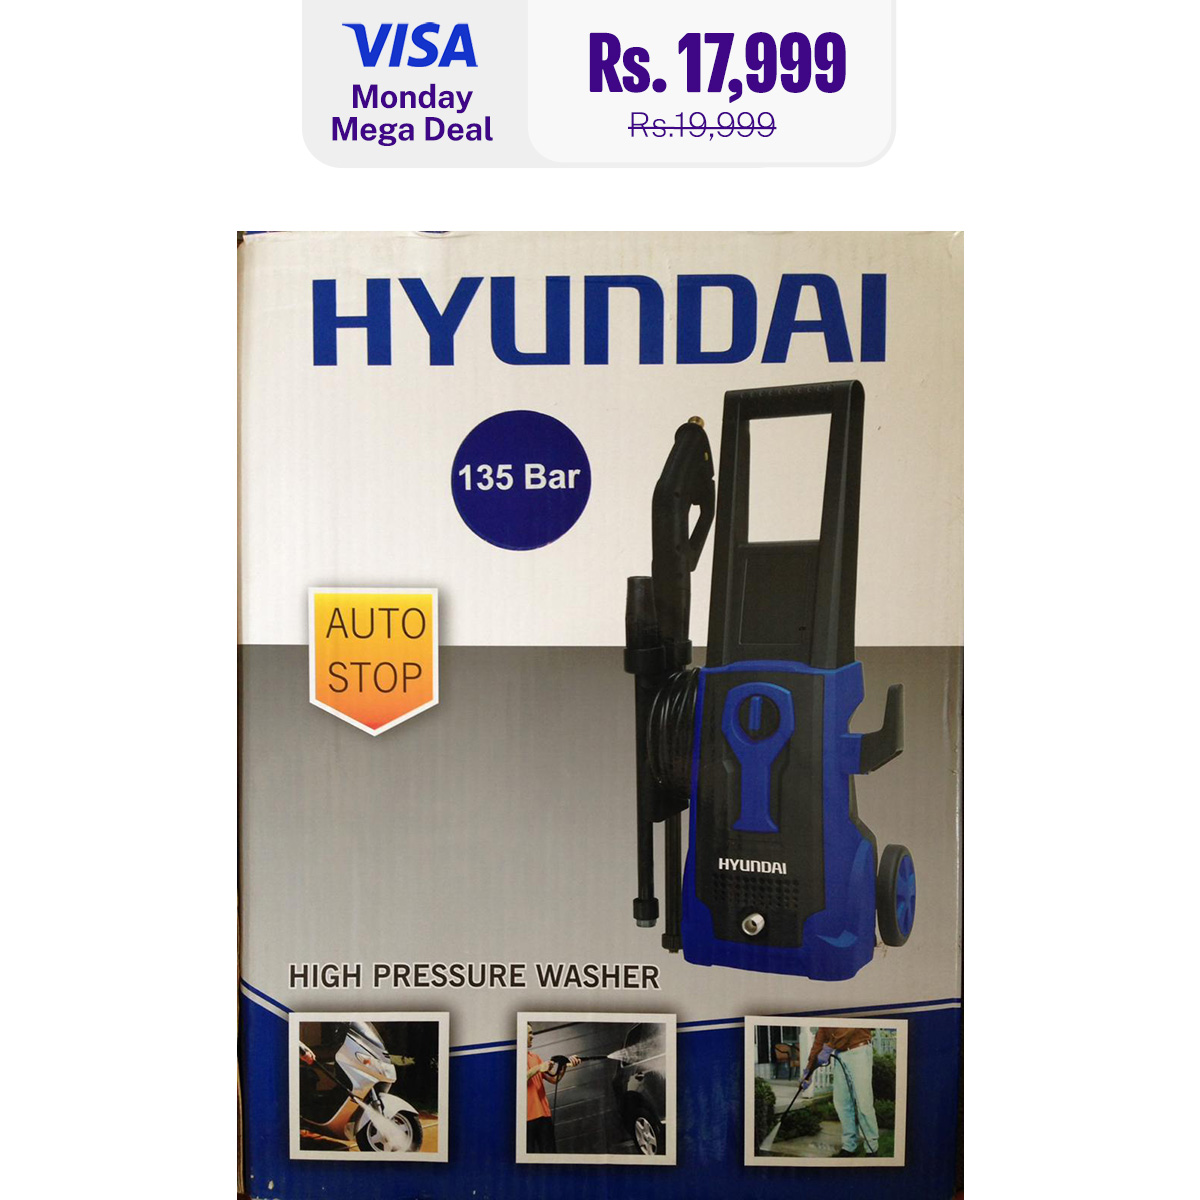 VISA
Monday
Mega Deal
Rs. 17,999
Rs.19,999
HYUNDAI
135 Bar
AUTO
STOP
HYUNDAI
HIGH PRESSURE WASHER